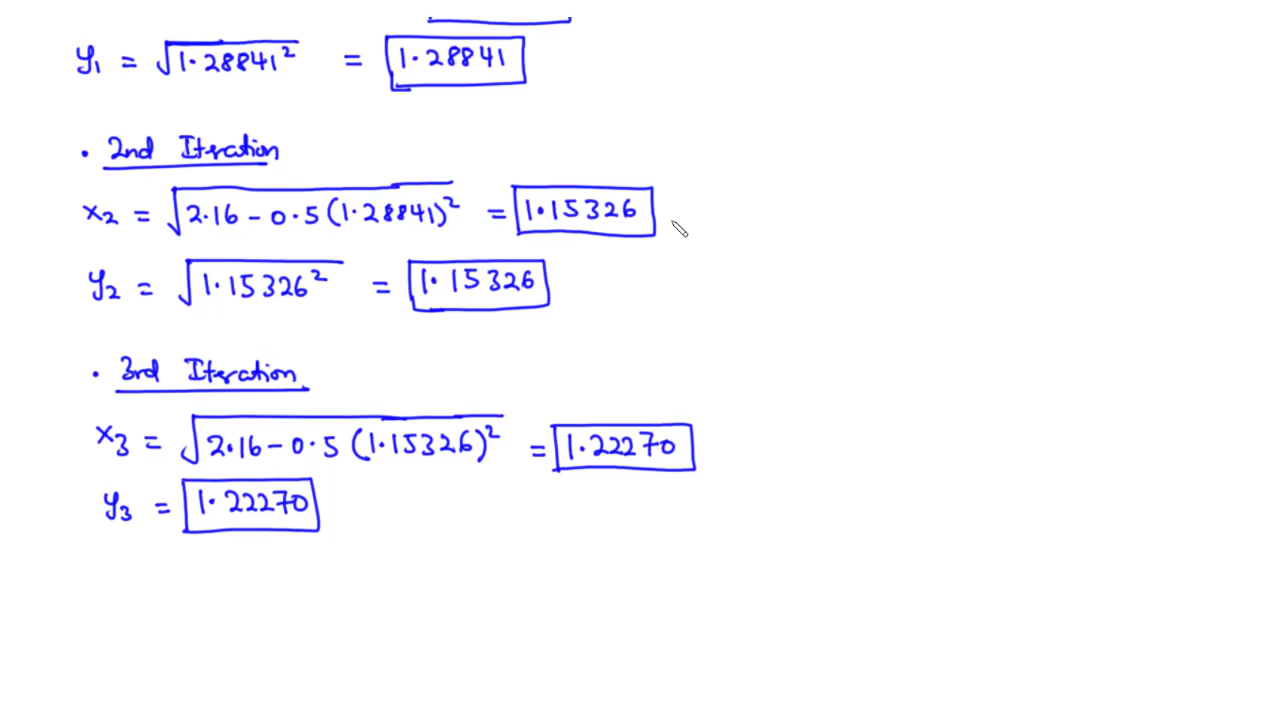 y₁ = √1.28841² = 1.28841
• 2nd Iteration
x₂ = √2.16 - 0.5 (1.28841)² = 1.15326
y₂ = √1.15326² = 1.15326
• 3rd Iteration
x₃ = √2.16 - 0.5 (1.15326)² = 1.22270
y₃ = 1.22270